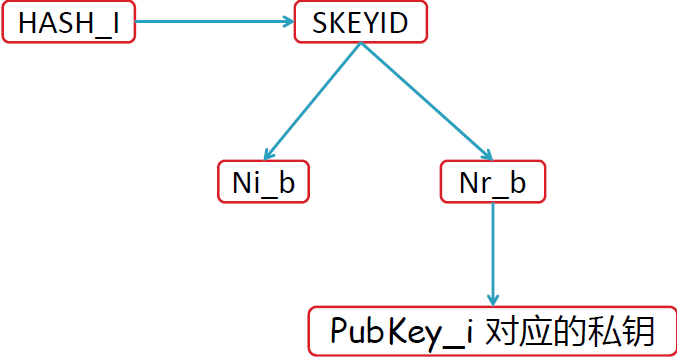 HASH_I
SKEYID
Ni_b
Nr_b
PubKey_i 对应的私钥